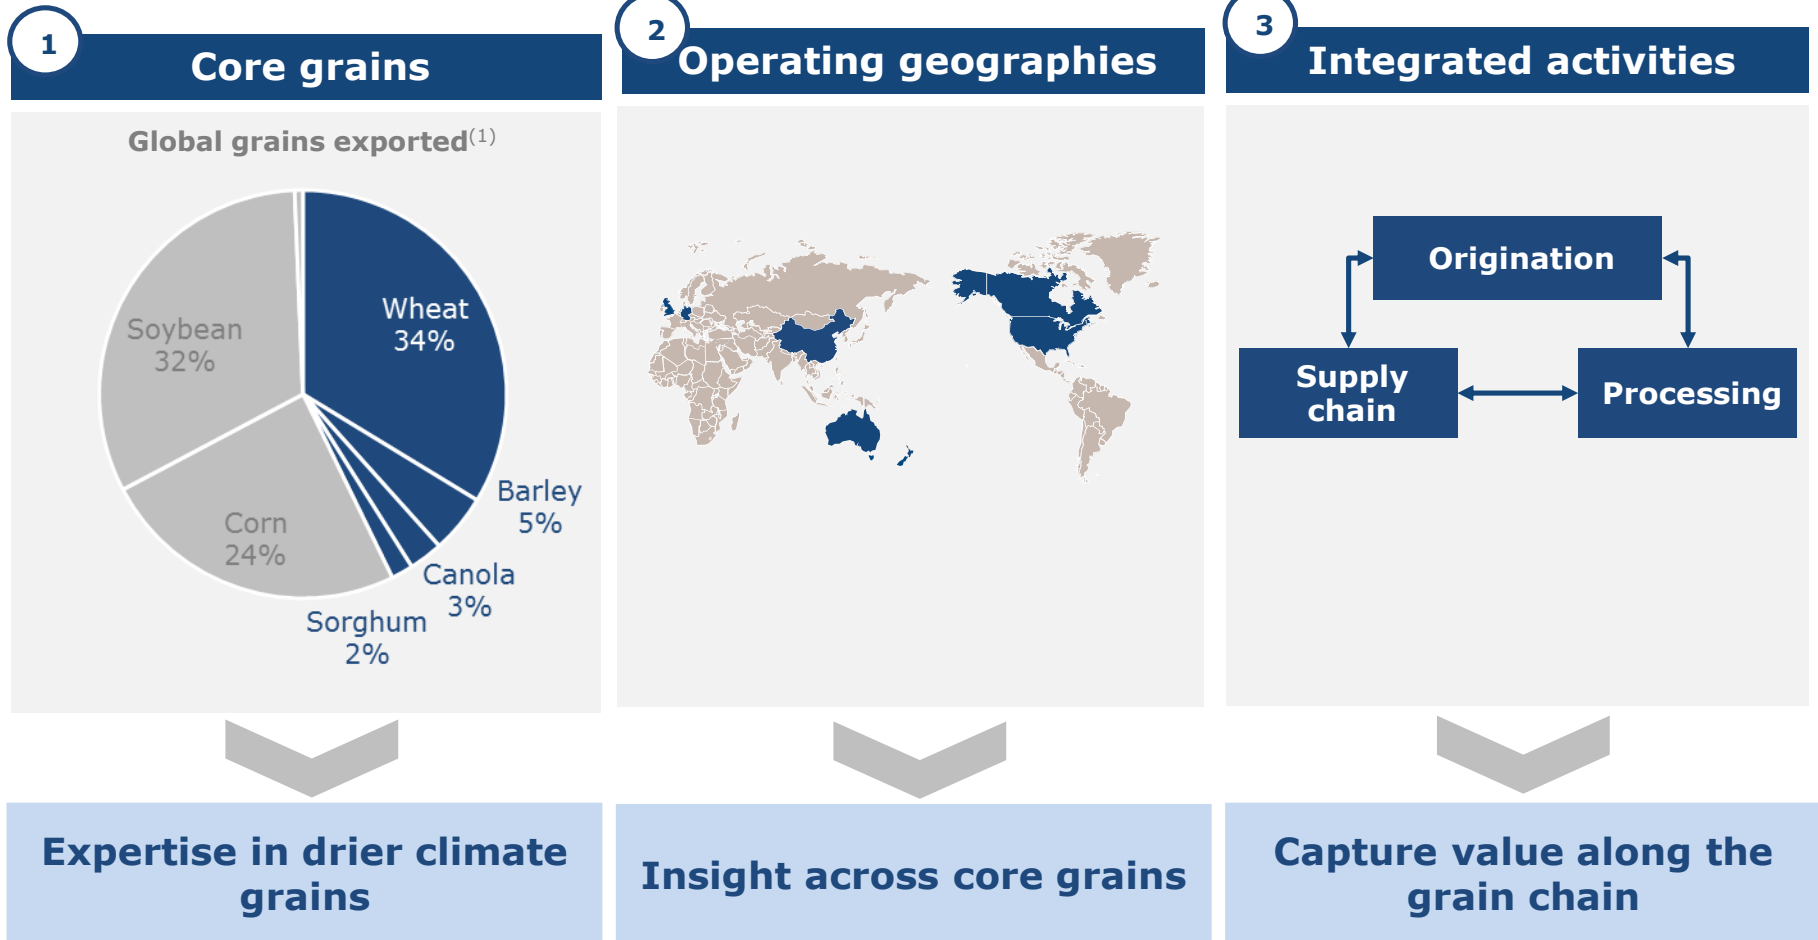 1
Core grains
Global grains exported(1)
Wheat
34%
Soybean
32%
Barley
5%
Corn
24%
Canola
3%
Sorghum
2%
Expertise in drier climate
grains
2
Operating geographies
Insight across core grains
3
Integrated activities
Origination
Supply
chain
Processing
Capture value along the
grain chain